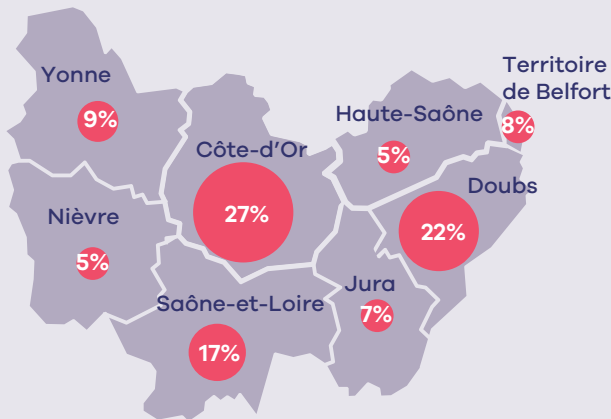 Yonne
9%
Côte-d'Or
27%
Haute-Saône
5%
Territoire
de Belfort
8%
Doubs
22%
Nièvre
5%
Saône-et-Loire
17%
Jura
7%